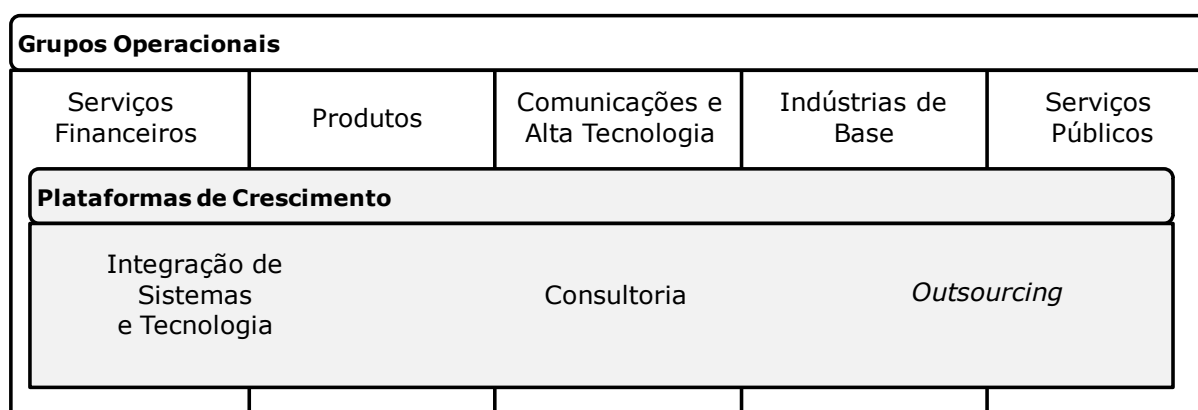 Grupos Operacionais
Serviços
Financeiros
Produtos
Comunicações e
Alta Tecnologia
Indústrias de
Base
Serviços
Públicos
Plataformas de Crescimento
Integração de
Sistemas
e Tecnologia
Consultoria
Outsourcing